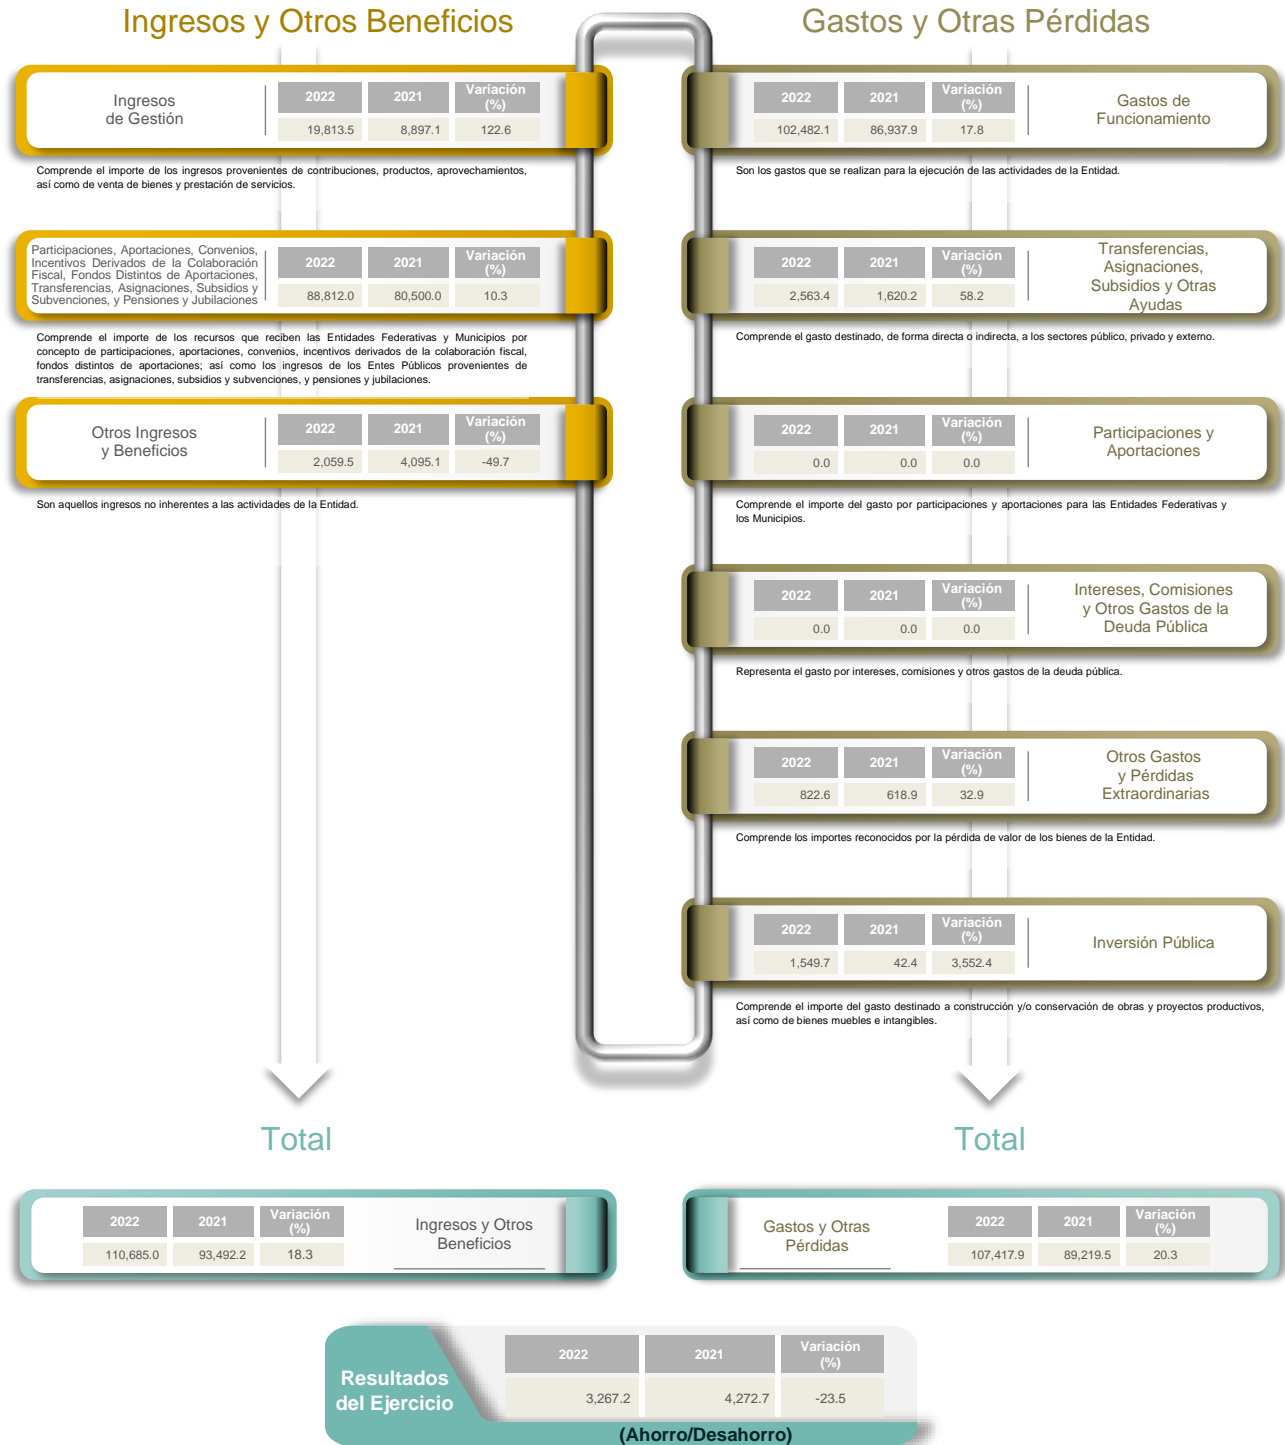 Ingresos y Otros Beneficios
Ingresos
de Gestión
2022 2021 Variación (%)
19,813.5 8,897.1 122.6
Comprende el importe de los ingresos provenientes de contribuciones, productos, aprovechamientos,
así como de venta de bienes y prestación de servicios.
Participaciones, Aportaciones, Convenios,
Incentivos Derivados de la Colaboración
Fiscal, Fondos Distintos de Aportaciones,
Transferencias, Asignaciones, Subsidios y
Subvenciones, y Pensiones y Jubilaciones
2022 2021 Variación (%)
88,812.0 80,500.0 10.3
Comprende el importe de los recursos que reciben las Entidades Federativas y Municipios por
concepto de participaciones, aportaciones, convenios, incentivos derivados de la colaboración fiscal,
fondos distintos de aportaciones; así como los ingresos de los Entes Públicos provenientes de
transferencias, asignaciones, subsidios y subvenciones, y pensiones y jubilaciones.
Otros Ingresos
y Beneficios
2022 2021 Variación (%)
2,059.5 4,095.1 -49.7
Son aquellos ingresos no inherentes a las actividades de la Entidad.
Gastos y Otras Pérdidas
2022 2021 Variación (%)
102,482.1 86,937.9 17.8
Gastos de
Funcionamiento
Son los gastos que se realizan para la ejecución de las actividades de la Entidad.
2022 2021 Variación (%)
2,563.4 1,620.2 58.2
Transferencias,
Asignaciones,
Subsidios y Otras
Ayudas
Comprende el gasto destinado, de forma directa o indirecta, a los sectores público, privado y externo.
2022 2021 Variación (%)
0.0 0.0 0.0
Participaciones y
Aportaciones
Comprende el importe del gasto por participaciones y aportaciones para las Entidades Federativas y
los Municipios.
2022 2021 Variación (%)
0.0 0.0 0.0
Intereses, Comisiones
y Otros Gastos de la
Deuda Pública
Representa el gasto por intereses, comisiones y otros gastos de la deuda pública.
2022 2021 Variación (%)
822.6 618.9 32.9
Otros Gastos
y Pérdidas
Extraordinarias
Comprende los importes reconocidos por la pérdida de valor de los bienes de la Entidad.
2022 2021 Variación (%)
1,549.7 42.4 3,552.4
Inversión Pública
Comprende el importe del gasto destinado a construcción y/o conservación de obras y proyectos productivos,
así como de bienes muebles e intangibles.
Total
2022 2021 Variación (%)
110,685.0 93,492.2 18.3
Ingresos y Otros
Beneficios
Total
Gastos y Otras
Pérdidas
2022 2021 Variación (%)
107,417.9 89,219.5 20.3
Resultados
del Ejercicio
2022 2021 Variación (%)
3,267.2 4,272.7 -23.5
(Ahorro/Desahorro)